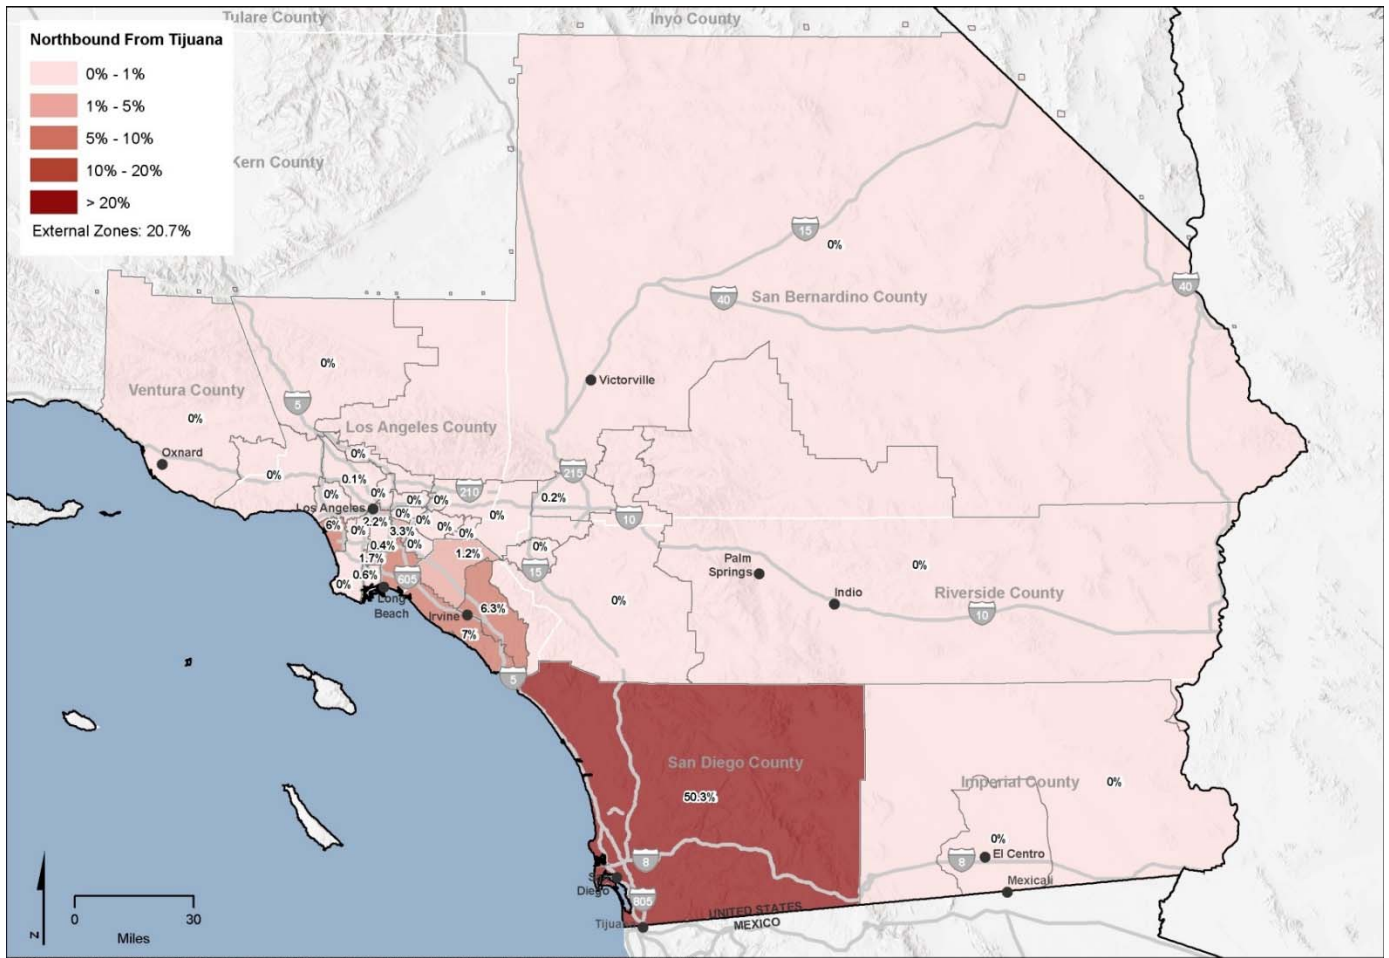 Tulare County
Inyo County
Northbound From Tijuana
0% - 1%
1% - 5%
5% - 10%
10% - 20%
> 20%
External Zones: 20.7%
Kern County
15
0%
40
San Bernardino County
40
0%
Victorville
Ventura County
5
0%
Los Angeles County
Oxnard
0%
0%
0.1%
215
210
0%
0%
0%
0%
0.2%
Los Angeles
0%
0%
10
6%
0%
2.2%
3.3%
0%
0%
0%
0.4%
0%
1.7%
1.2%
0%
0.6%
0%
605
15
Palm
Springs
0%
Long
Beach
Irvine
6.3%
0%
Indio
Riverside County
10
7%
5
San Diego County
50.3%
Imperial County
0%
0%
8
8
El Centro
San
Diego
805
Mexicali
UNITED STATES
MEXICO
Tijuana
N
0
30
Miles